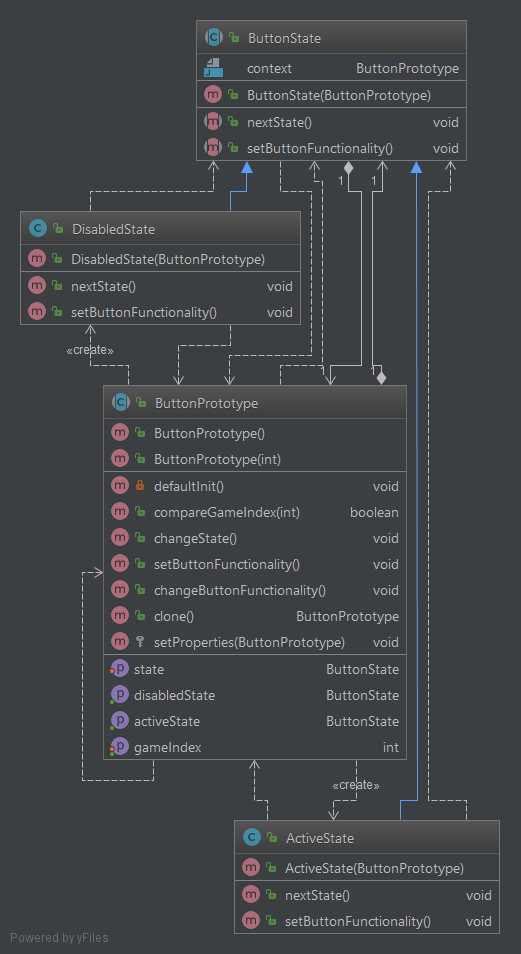 ButtonState
context ButtonPrototype
ButtonState(ButtonPrototype)
nextState() void
setButtonFunctionality() void
1 1
DisabledState
DisabledState(ButtonPrototype)
nextState() void
setButtonFunctionality() void
«create»
1 1
ButtonPrototype
ButtonPrototype()
ButtonPrototype(int)
defaultInit() void
compareGameIndex(int) boolean
changeState() void
setButtonFunctionality() void
changeButtonFunctionality() void
clone() ButtonPrototype
setProperties(ButtonPrototype) void
state ButtonState
disabledState ButtonState
activeState ButtonState
gameIndex int
«create»
ActiveState
ActiveState(ButtonPrototype)
nextState() void
setButtonFunctionality() void
Powered by yFiles